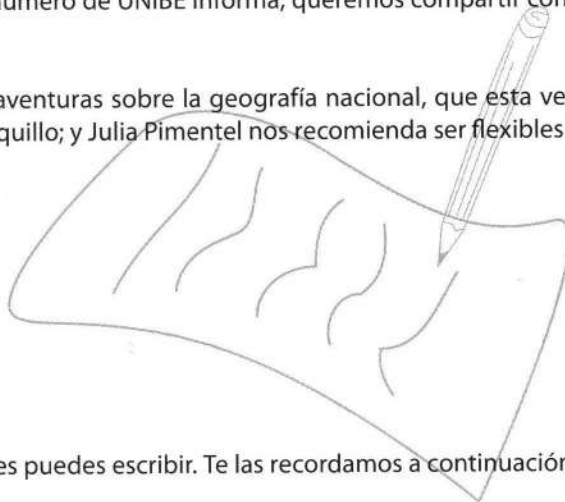 número de UNIBE Informa, queremos compartir con
aventuras sobre la geografía nacional, que esta ve
quillo; y Julia Pimentel nos recomienda ser flexibles
es puedes escribir. Te las recordamos a continuación